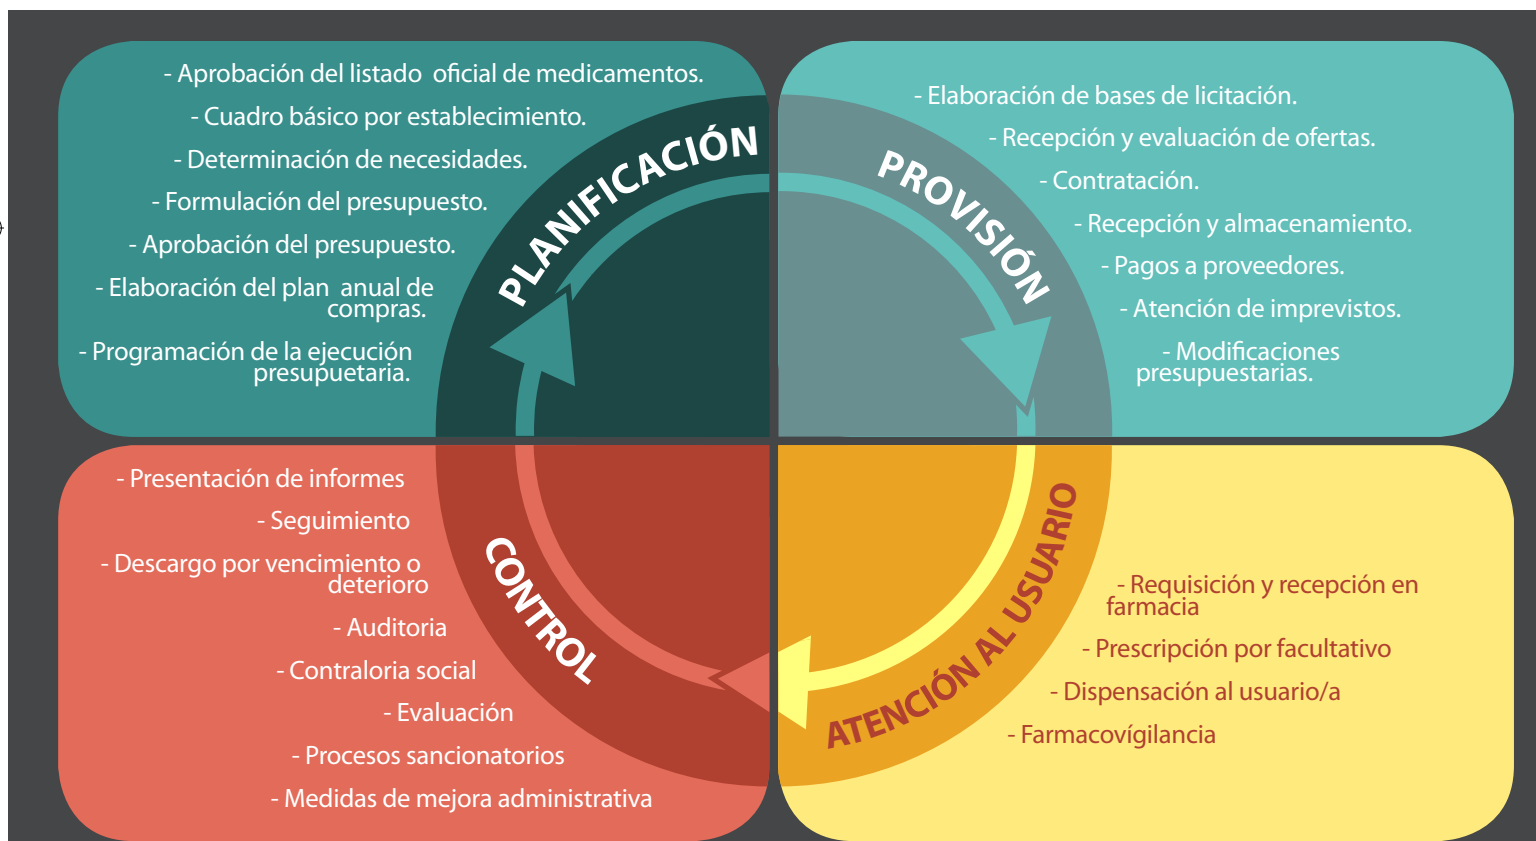 PLANIFICACIÓN
- Aprobación del listado oficial de medicamentos.
- Cuadro básico por establecimiento.
- Determinación de necesidades.
- Formulación del presupuesto.
- Aprobación del presupuesto.
- Elaboración del plan anual de
compras.
- Programación de la ejecución
presupuetaria.
PROVISIÓN
- Elaboración de bases de licitación.
- Recepción y evaluación de ofertas.
- Contratación.
- Recepción y almacenamiento.
- Pagos a proveedores.
- Atención de imprevistos.
- Modificaciones
presupuestarias.
CONTROL
- Presentación de informes
- Seguimiento
- Descargo por vencimiento o
deterioro
- Auditoria
- Contraloria social
- Evaluación
- Procesos sancionatorios
- Medidas de mejora administrativa
ATENCIÓN AL USUARIO
- Requisición y recepción en
farmacia
- Prescripción por facultativo
- Dispensación al usuario/a
- Farmacovígilancia